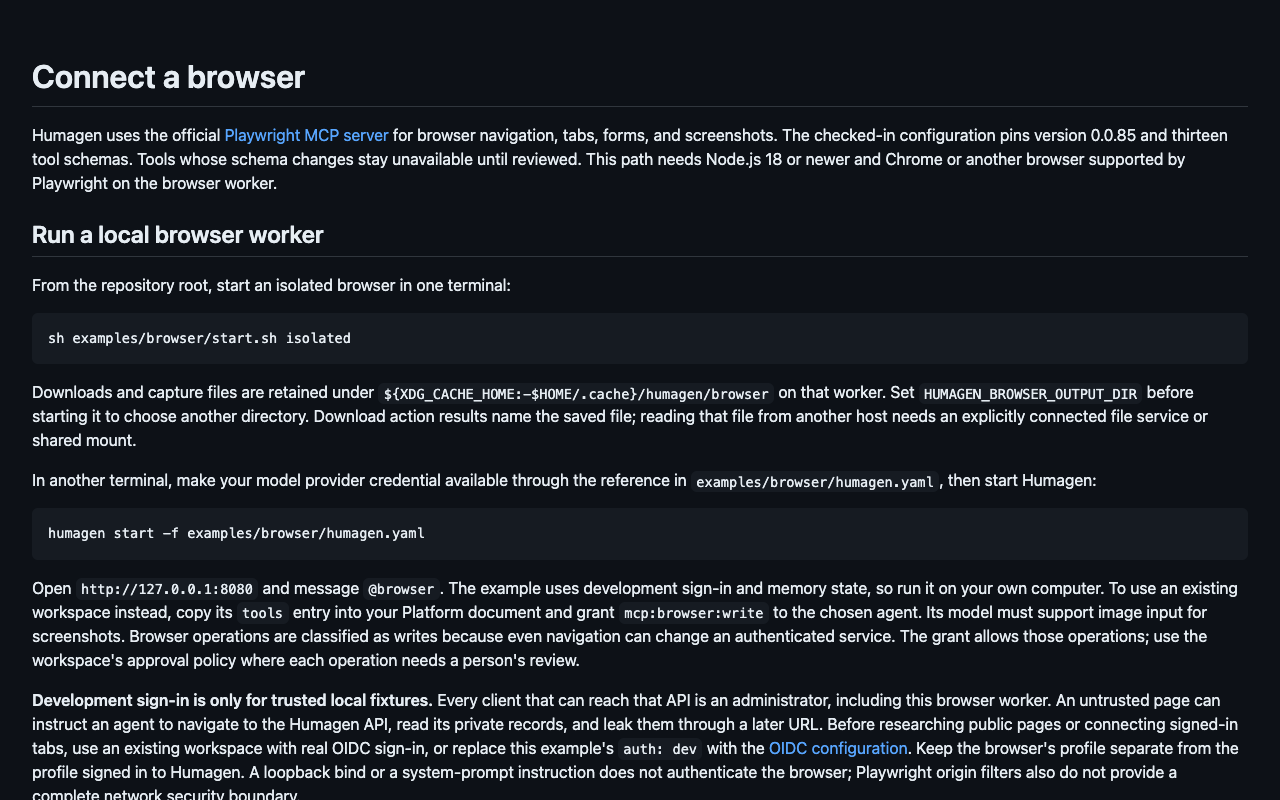 Connect a browser
Humagen uses the official Playwright MCP server for browser navigation, tabs, forms, and screenshots. The checked-in configuration pins version 0.0.85 and thirteen
tool schemas. Tools whose schema changes stay unavailable until reviewed. This path needs Node.js 18 or newer and Chrome or another browser supported by
Playwright on the browser worker.
Run a local browser worker
From the repository root, start an isolated browser in one terminal:
sh examples/browser/start.sh isolated
Downloads and capture files are retained under ${XDG_CACHE_HOME:-$HOME/.cache}/humagen/browser on that worker. Set HUMAGEN_BROWSER_OUTPUT_DIR before
starting it to choose another directory. Download action results name the saved file; reading that file from another host needs an explicitly connected file service or
shared mount.
In another terminal, make your model provider credential available through the reference in examples/browser/humagen.yaml, then start Humagen:
humagen start -f examples/browser/humagen.yaml
Open http://127.0.0.1:8080 and message @browser. The example uses development sign-in and memory state, so run it on your own computer. To use an existing
workspace instead, copy its tools entry into your Platform document and grant mcp:browser:write to the chosen agent. Its model must support image input for
screenshots. Browser operations are classified as writes because even navigation can change an authenticated service. The grant allows those operations; use the
workspace's approval policy where each operation needs a person's review.
Development sign-in is only for trusted local fixtures. Every client that can reach that API is an administrator, including this browser worker. An untrusted page can
instruct an agent to navigate to the Humagen API, read its private records, and leak them through a later URL. Before researching public pages or connecting signed-in
tabs, use an existing workspace with real OIDC sign-in, or replace this example's auth: dev with the OIDC configuration. Keep the browser's profile separate from the
profile signed in to Humagen. A loopback bind or a system-prompt instruction does not authenticate the browser; Playwright origin filters also do not provide a
complete network security boundary.